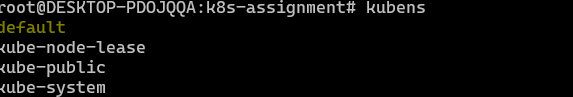 root@DESKTOP-PDOJQQA:k8s-assignment# kubens
default
kube-node-lease
kube-public
kube-system